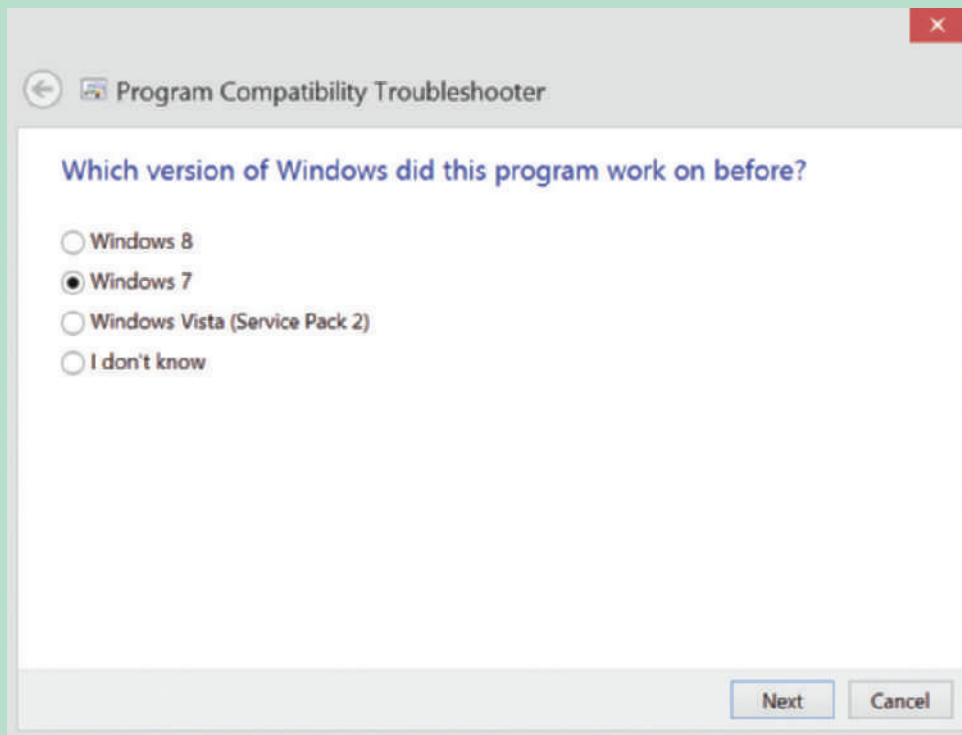 Program Compatibility Troubleshooter
Which version of Windows did this program work on before?
Windows 8
Windows 7
Windows Vista (Service Pack 2)
I don't know
Next
Cancel